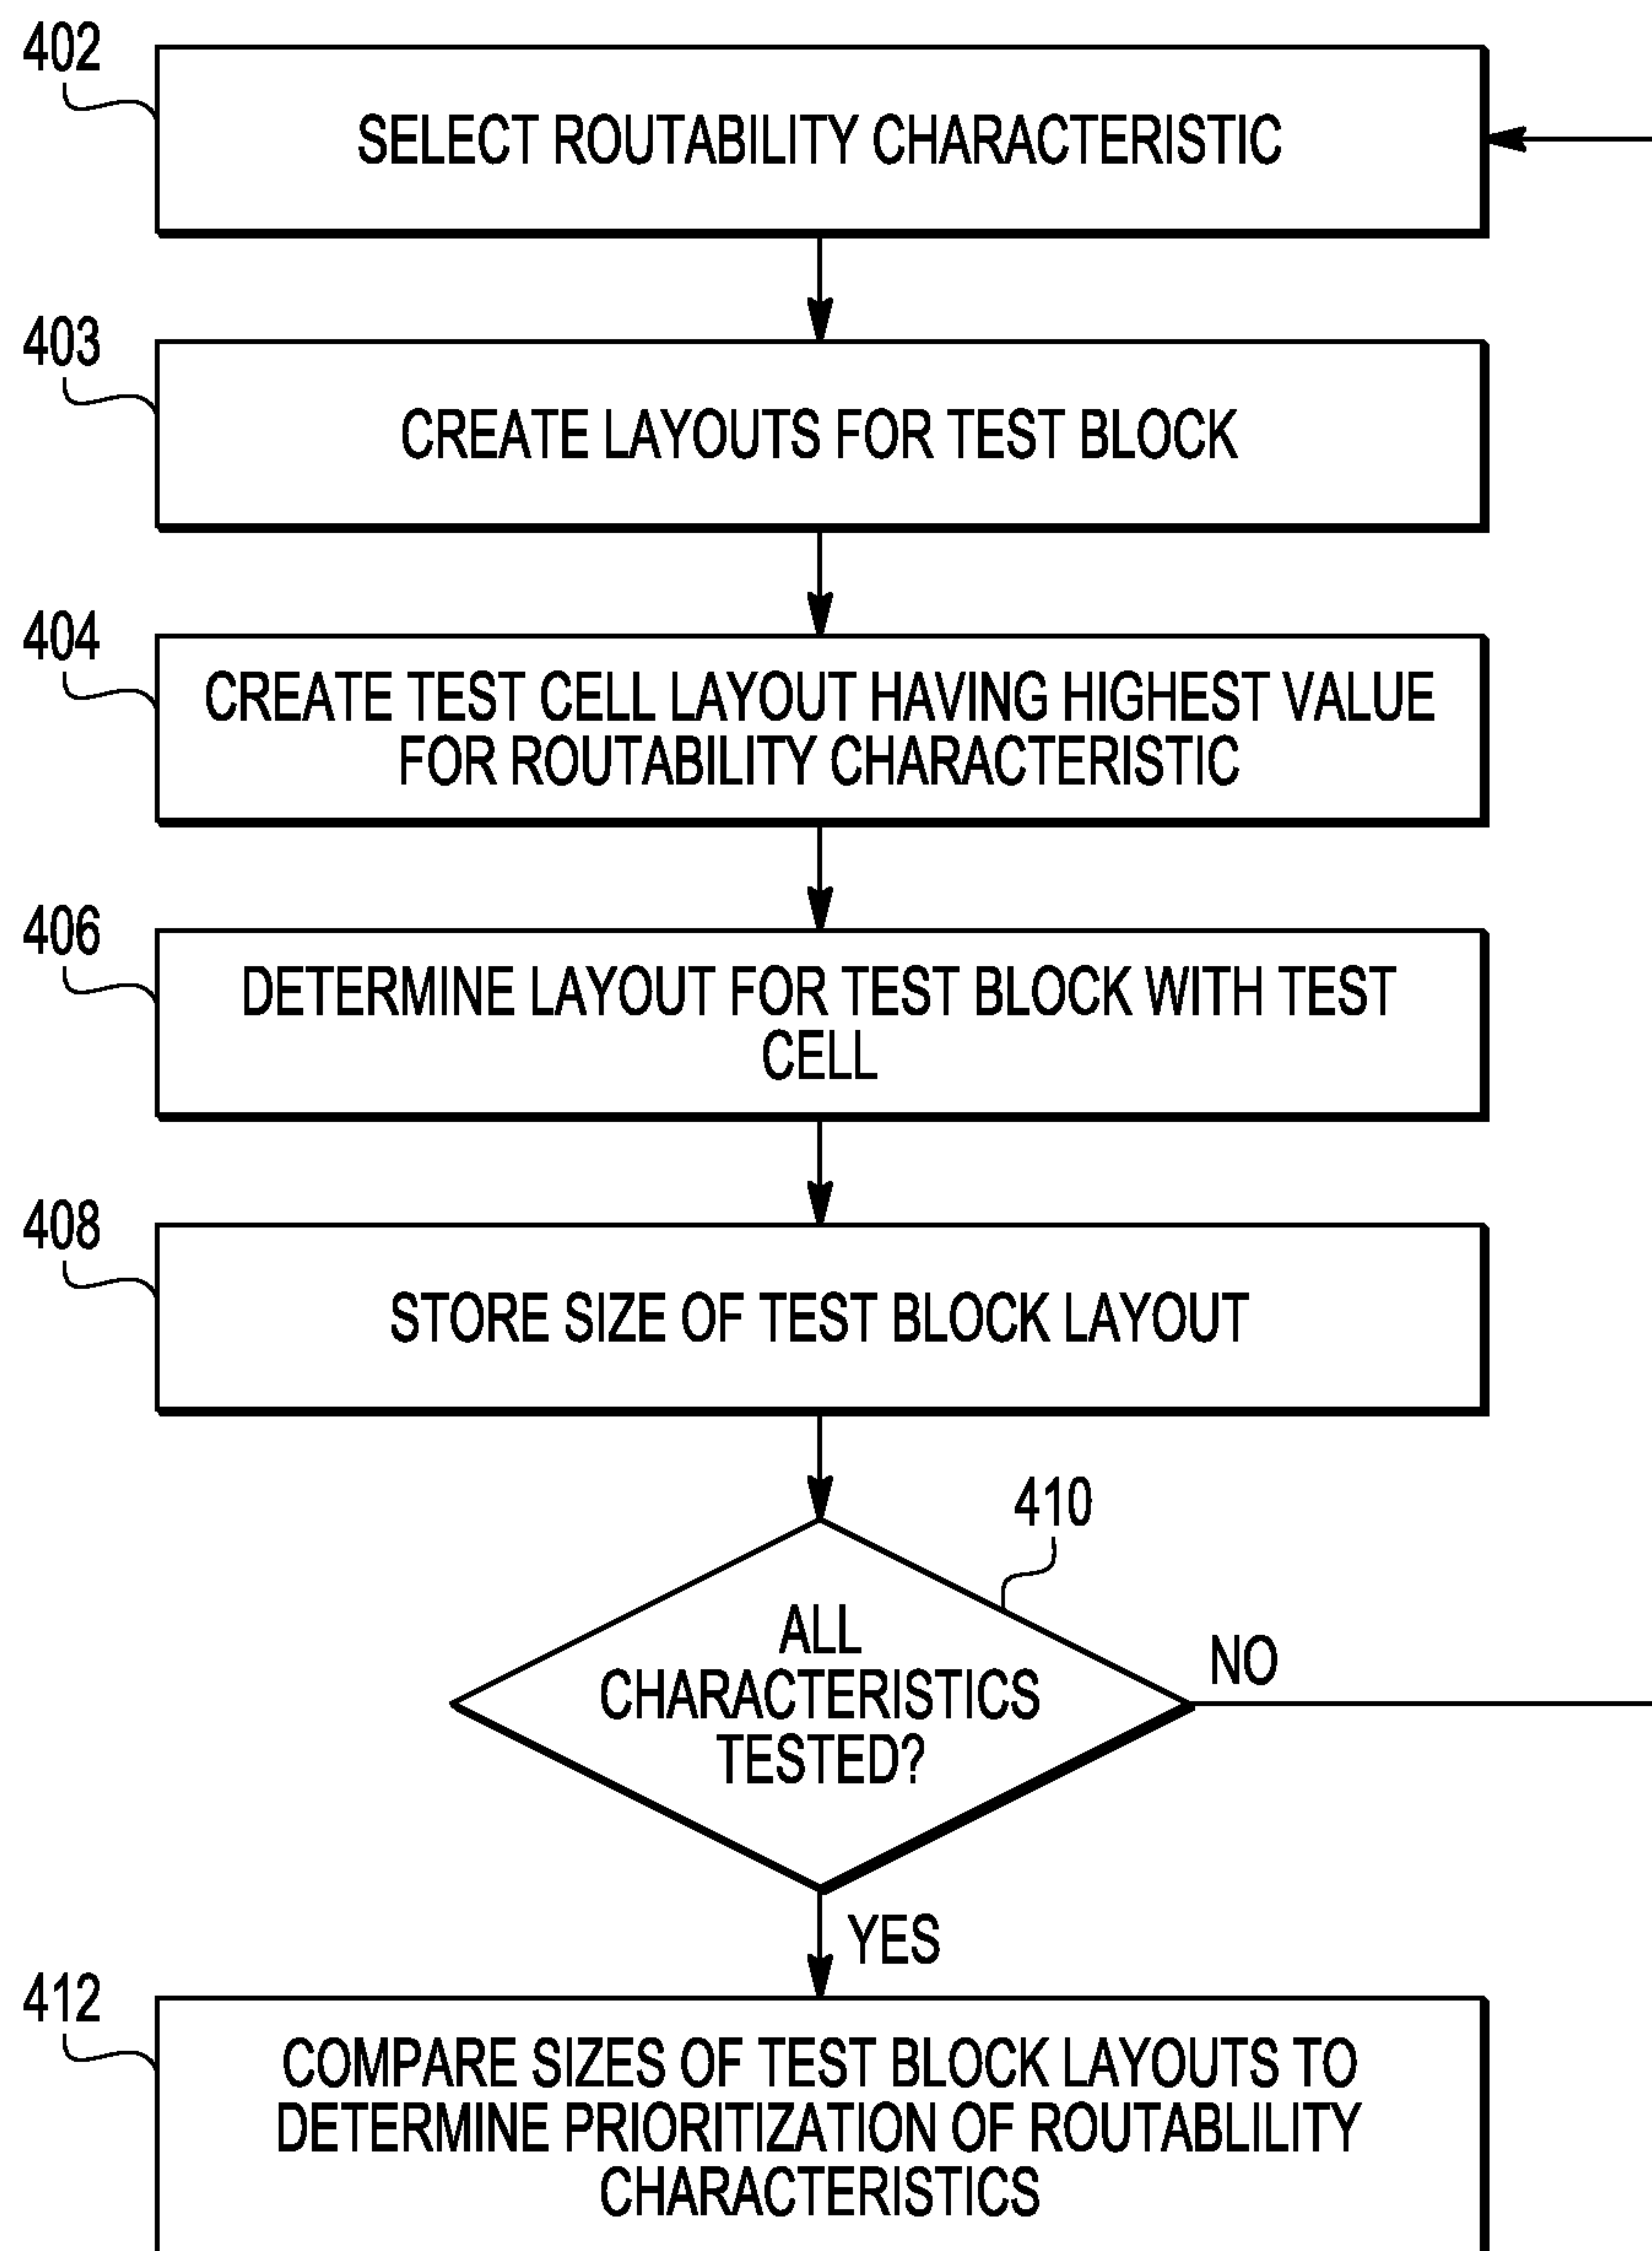 402
SELECT ROUTABILITY CHARACTERISTIC
403
CREATE LAYOUTS FOR TEST BLOCK
404
CREATE TEST CELL LAYOUT HAVING HIGHEST VALUE
FOR ROUTABILITY CHARACTERISTIC
406
DETERMINE LAYOUT FOR TEST BLOCK WITH TEST
CELL
408
STORE SIZE OF TEST BLOCK LAYOUT
410
ALL
CHARACTERISTICS
TESTED?
NO
YES
412
COMPARE SIZES OF TEST BLOCK LAYOUTS TO
DETERMINE PRIORITIZATION OF ROUTABLILITY
CHARACTERISTICS